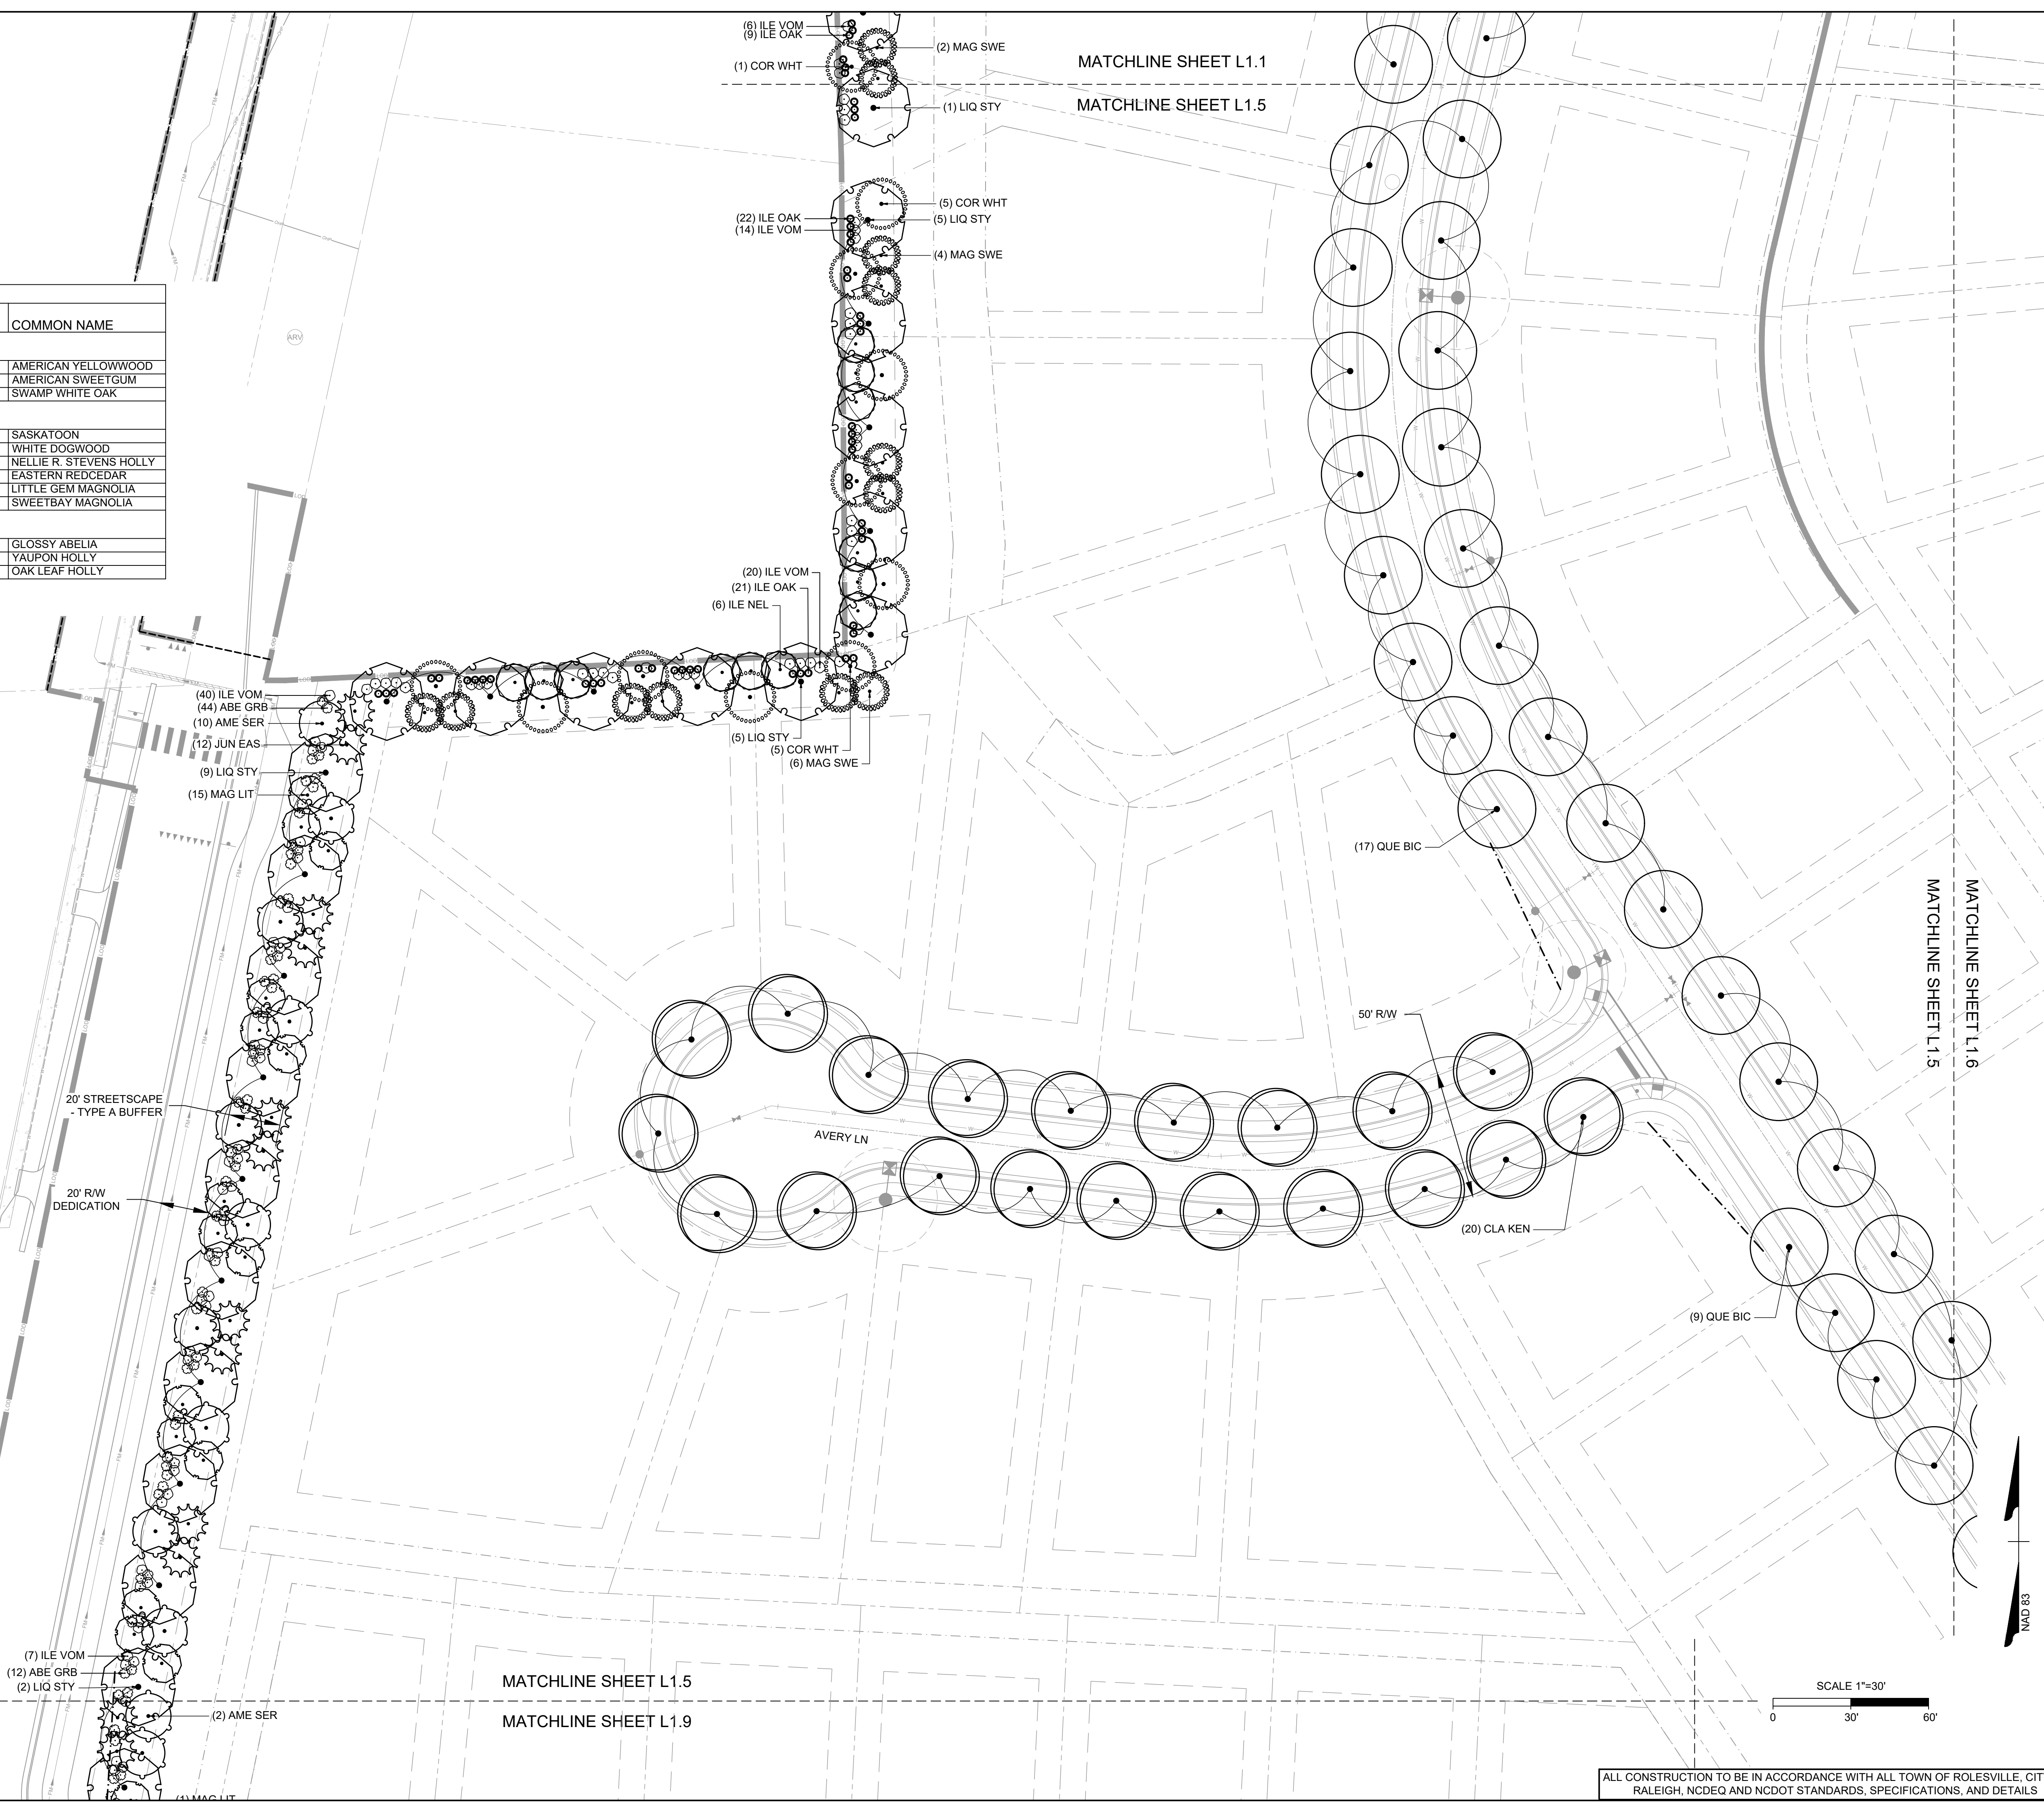 (6) ILE VOM
(9) ILE OAK
(2) MAG SWE
(1) COR WHT
(1) LIQ STY
MATCHLINE SHEET L1.1
MATCHLINE SHEET L1.5
(5) COR WHT
(22) ILE OAK
(5) LIQ STY
(14) ILE VOM
(4) MAG SWE
COMMON NAME
AMERICAN YELLOWWOOD
AMERICAN SWEETGUM
SWAMP WHITE OAK
SASKATOON
WHITE DOGWOOD
NELLIE R. STEVENS HOLLY
EASTERN REDCEDAR
LITTLE GEM MAGNOLIA
SWEETBAY MAGNOLIA
GLOSSY ABELIA
YAUPON HOLLY
OAK LEAF HOLLY
ARV
(20) ILE VOM
(21) ILE OAK
(6) ILE NEL
(40) ILE VOM
(44) ABE GRB
(10) AME SER
(12) JUN EAS
(9) LIQ STY
(15) MAG LIT
(5) LIQ STY
(5) COR WHT
(6) MAG SWE
(17) QUE BIC
MATCHLINE SHEET L1.5
MATCHLINE SHEET L1.6
50' R/W
20' STREETSCAPE
- TYPE A BUFFER
AVERY LN
20' R/W
DEDICATION
(20) CLA KEN
(9) QUE BIC
(7) ILE VOM
(12) ABE GRB
(2) LIQ STY
(2) AME SER
MATCHLINE SHEET L1.5
MATCHLINE SHEET L1.9
(1) MAG LIT
NAD 83
SCALE 1"=30'
0 30' 60'
ALL CONSTRUCTION TO BE IN ACCORDANCE WITH ALL TOWN OF ROLESVILLE, CIT
RALEIGH, NCDEQ AND NCDOT STANDARDS, SPECIFICATIONS, AND DETAILS